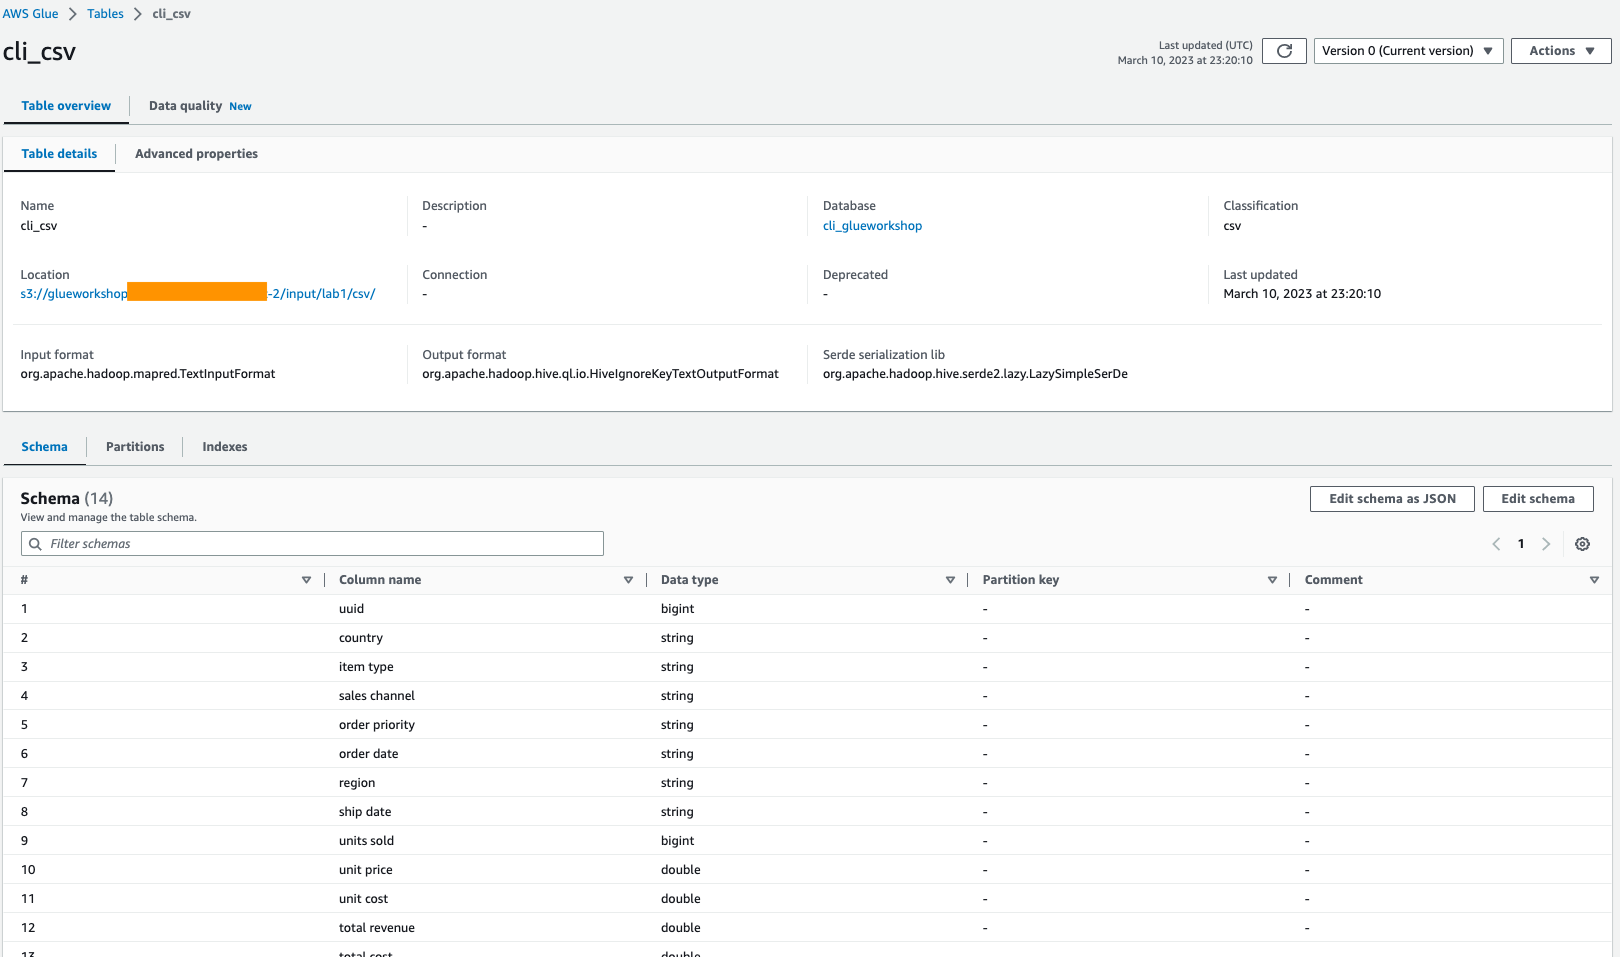 AWS Glue > Tables > cli_csv
cli_csv
Last updated (UTC)
March 10, 2023 at 23:20:10
Version 0 (Current version)
Actions
Table overview
Data quality New
Table details
Advanced properties
Name
cli_csv
Description
-
Database
cli_glueworkshop
Classification
csv
Location
s3://glueworkshop
-2/input/lab1/csv/
Connection
-
Deprecated
-
Last updated
March 10, 2023 at 23:20:10
Input format
org.apache.hadoop.mapred.TextInputFormat
Output format
org.apache.hadoop.hive.ql.io.HiveIgnoreKeyTextOutputFormat
Serde serialization lib
org.apache.hadoop.hive.serde2.lazy.LazySimpleSerDe
Schema
Partitions
Indexes
Schema (14)
View and manage the table schema.
Edit schema as JSON
Edit schema
Filter schemas
1
# Column name Data type Partition key Comment
1 uuid bigint - -
2 country string - -
3 item type string - -
4 sales channel string - -
5 order priority string - -
6 order date string - -
7 region string - -
8 ship date string - -
9 units sold bigint - -
10 unit price double - -
11 unit cost double - -
12 total revenue double - -
13 total cost double